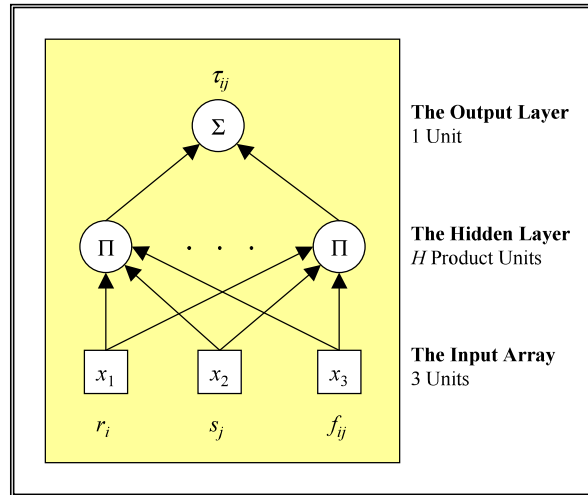 τij
Σ
The Output Layer
1 Unit
Π . . . Π
The Hidden Layer
H Product Units
x1 x2 x3
The Input Array
3 Units
ri sj fij